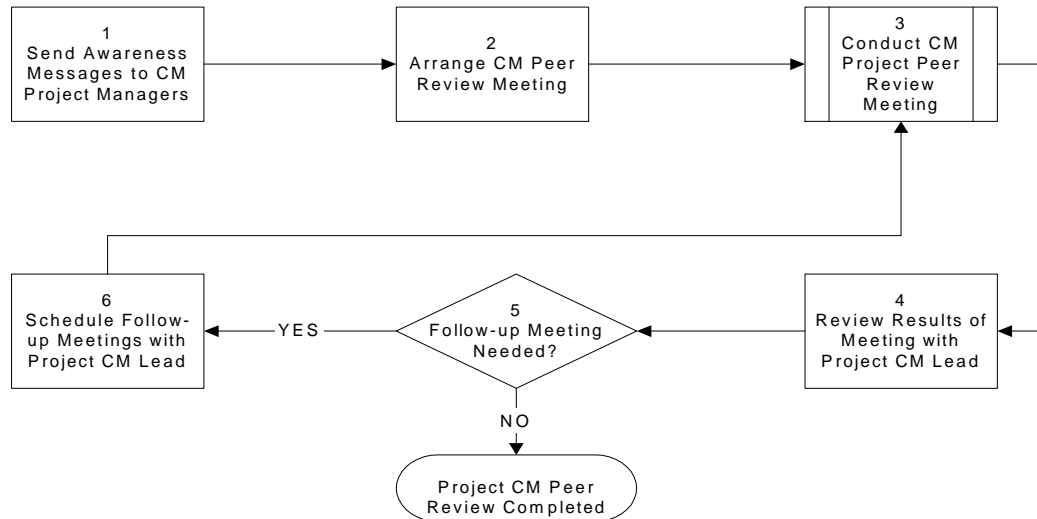 1
Send Awareness
Messages to CM
Project Managers
2
Arrange CM Peer
Review Meeting
3
Conduct CM
Project Peer
Review
Meeting
6
Schedule Follow-
up Meetings with
Project CM Lead
YES
5
Follow-up Meeting
Needed?
4
Review Results of
Meeting with
Project CM Lead
NO
Project CM Peer
Review Completed